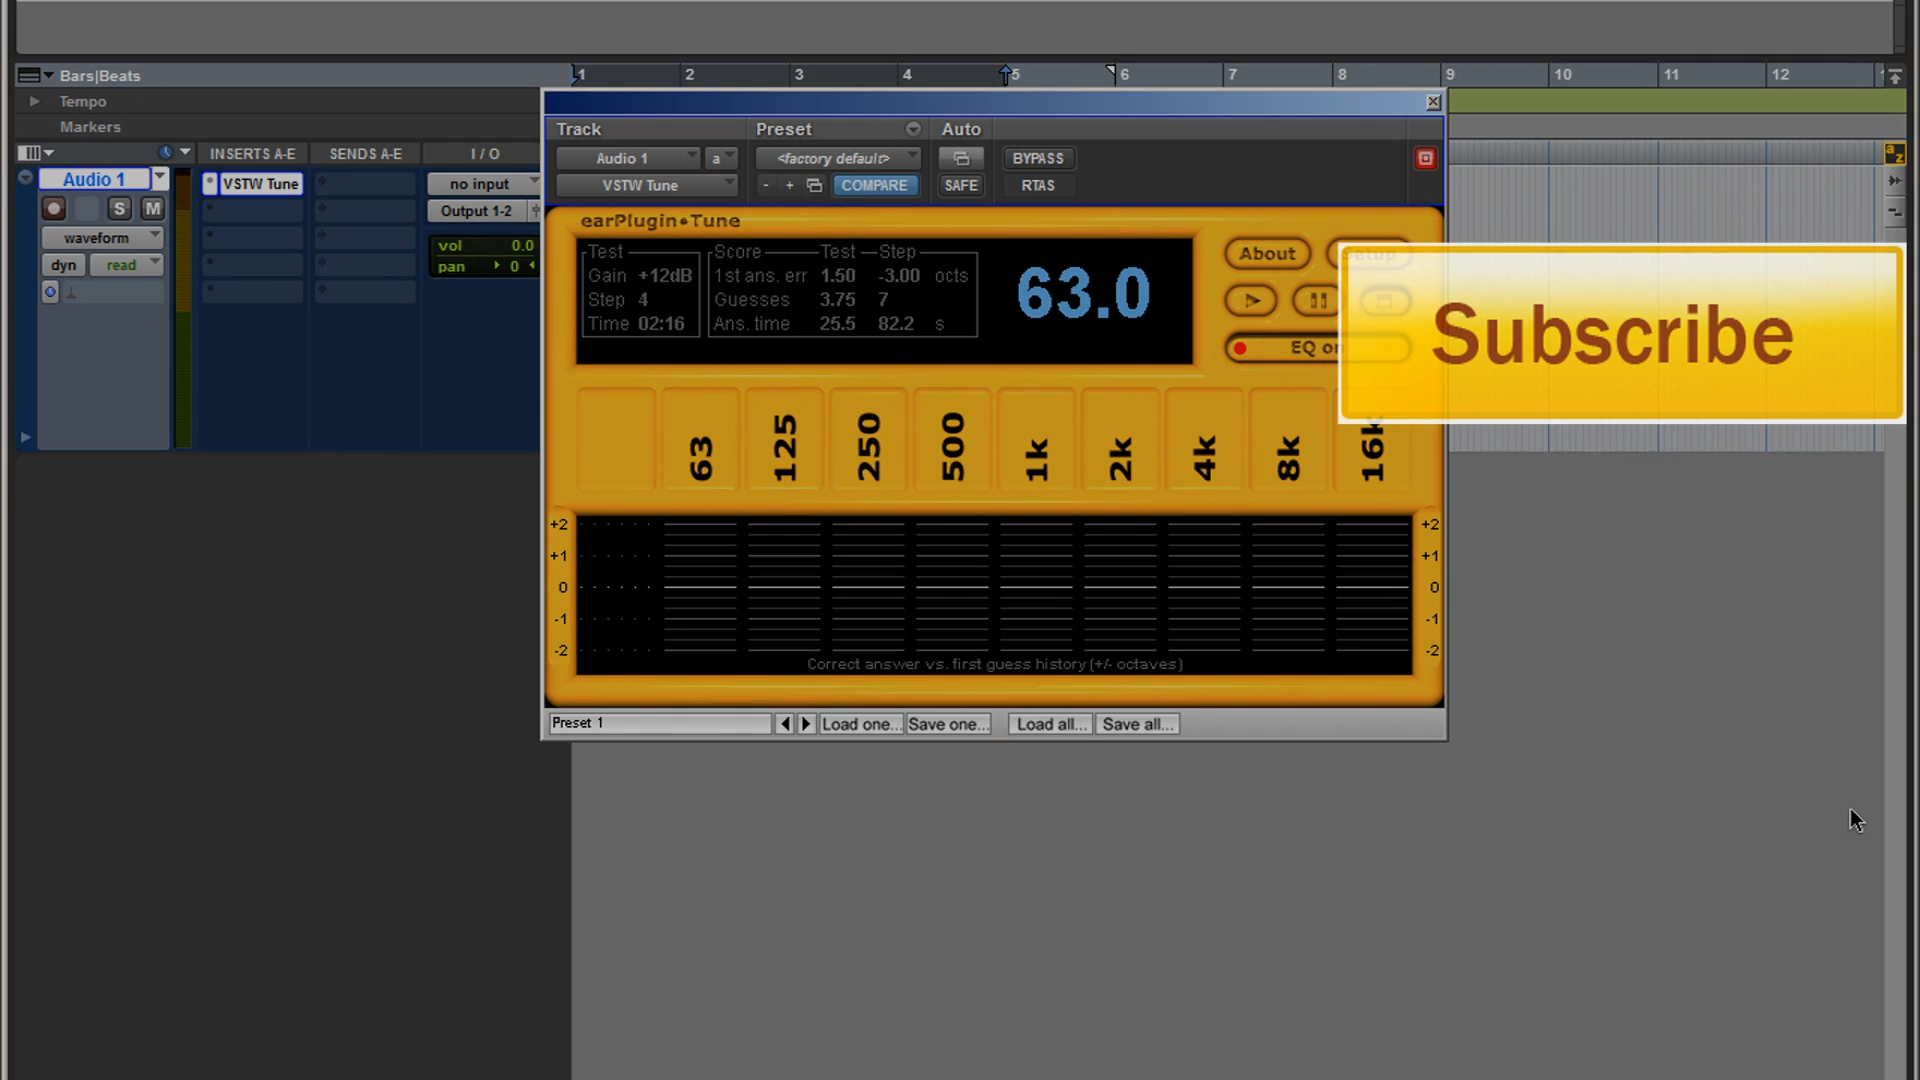 Bars|Beats
1 2 3 4 5 6 7 8 9 10 11 12
Tempo
Markers
INSERTS A-E SENDS A-E I / O
Audio 1
VSTW Tune
no input
S M
Output 1-2
waveform
vol 0.0
dyn read
pan 0
Track Preset Auto
Audio 1 a <factory default> BYPASS
VSTW Tune - + COMPARE SAFE RTAS
a z
earPlugin•Tune
Test Score Test Step
Gain +12dB 1st ans. err 1.50 -3.00 octs
Step 4 Guesses 3.75 7
Time 02:16 Ans. time 25.5 82.2 s
63.0
About Setup
EQ on
Subscribe
63 125 250 500 1k 2k 4k 8k 16k
+2 +2
+1 +1
0 0
-1 -1
-2 -2
Correct answer vs. first guess history (+/- octaves)
Preset 1 Load one... Save one... Load all... Save all...